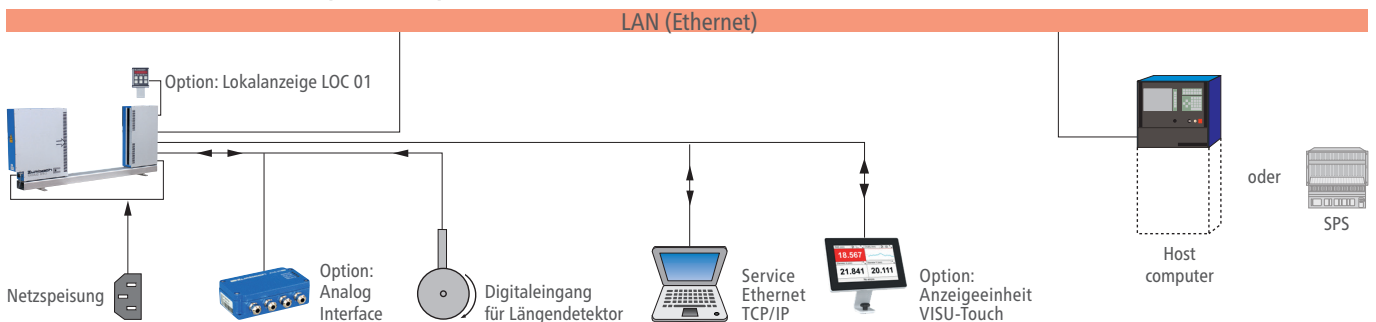 LAN (Ethernet)
Option: Lokalanzeige LOC 01
oder
SPS
Host
computer
Netzspeisung
Option:
Analog
Interface
Digitaleingang
für Längendetektor
Service
Ethernet
TCP/IP
18.567
21.841 20.111
Option:
Anzeigeeinheit
VISU-Touch